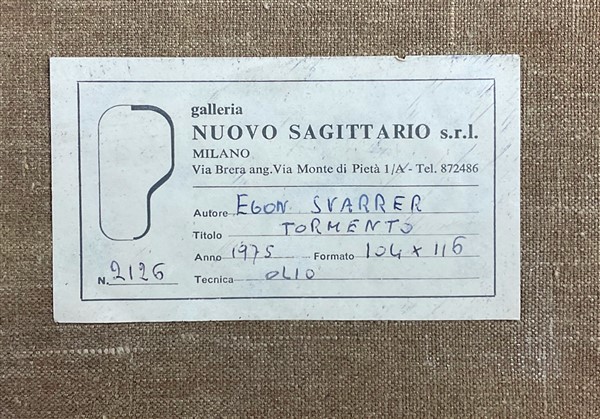 galleria
NUOVO SAGITTARIO s.r.l.
MILANO
Via Brera ang. Via Monte di Pietà 1/A - Tel. 872486
Autore EGON SVARRER
Titolo TORMENTO
Anno 1975 Formato 104 x 116
N. 2126
Tecnica OLIO